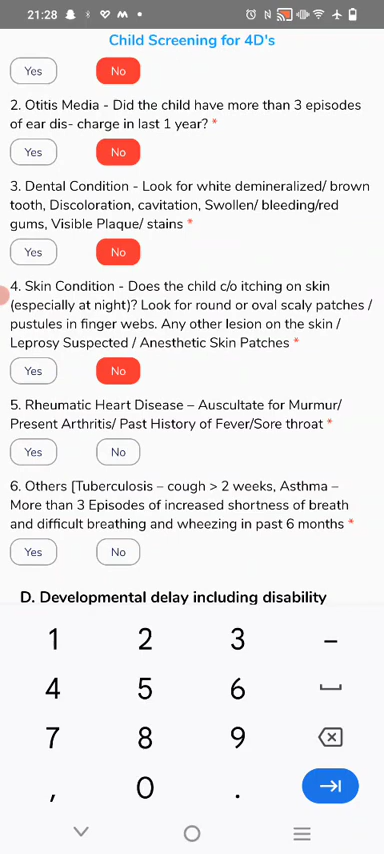 21:28
Child Screening for 4D's
Yes No
2. Otitis Media - Did the child have more than 3 episodes
of ear dis- charge in last 1 year? *
Yes No
3. Dental Condition - Look for white demineralized/ brown
tooth, Discoloration, cavitation, Swollen/ bleeding/red
gums, Visible Plaque/ stains *
Yes No
4. Skin Condition - Does the child c/o itching on skin
(especially at night)? Look for round or oval scaly patches /
pustules in finger webs. Any other lesion on the skin /
Leprosy Suspected / Anesthetic Skin Patches *
Yes No
5. Rheumatic Heart Disease – Auscultate for Murmur/
Present Arthritis/ Past History of Fever/Sore throat *
Yes No
6. Others [Tuberculosis – cough > 2 weeks, Asthma –
More than 3 Episodes of increased shortness of breath
and difficult breathing and wheezing in past 6 months *
Yes No
D. Developmental delay including disability
1 2 3 –
4 5 6
7 8 9
, 0 .